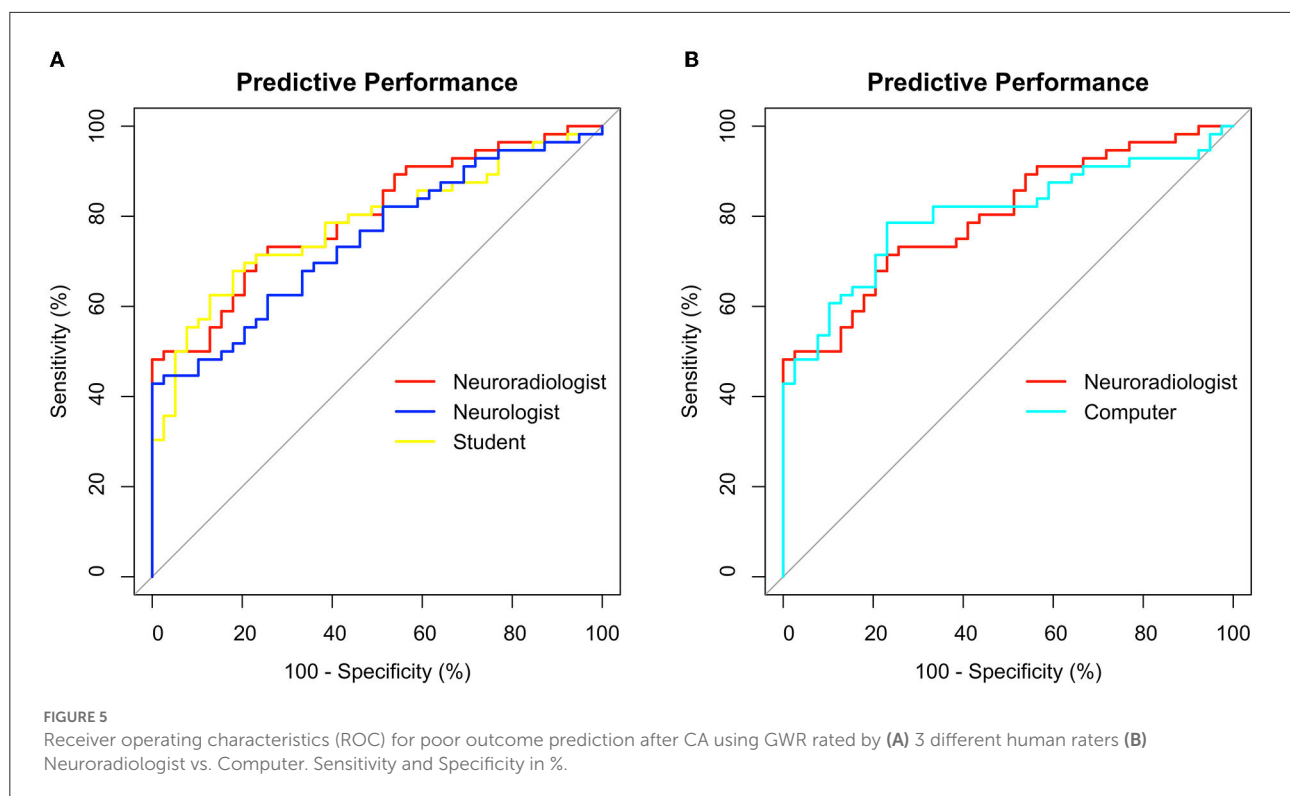 A
Predictive Performance
100
80
60
40
20
0
Sensitivity (%)
Neuroradiologist
Neurologist
Student
0 20 40 60 80 100
100 - Specificity (%)
B
Predictive Performance
100
80
60
40
20
0
Sensitivity (%)
Neuroradiologist
Computer
0 20 40 60 80 100
100 - Specificity (%)
FIGURE 5
Receiver operating characteristics (ROC) for poor outcome prediction after CA using GWR rated by (A) 3 different human raters (B)
Neuroradiologist vs. Computer. Sensitivity and Specificity in %.